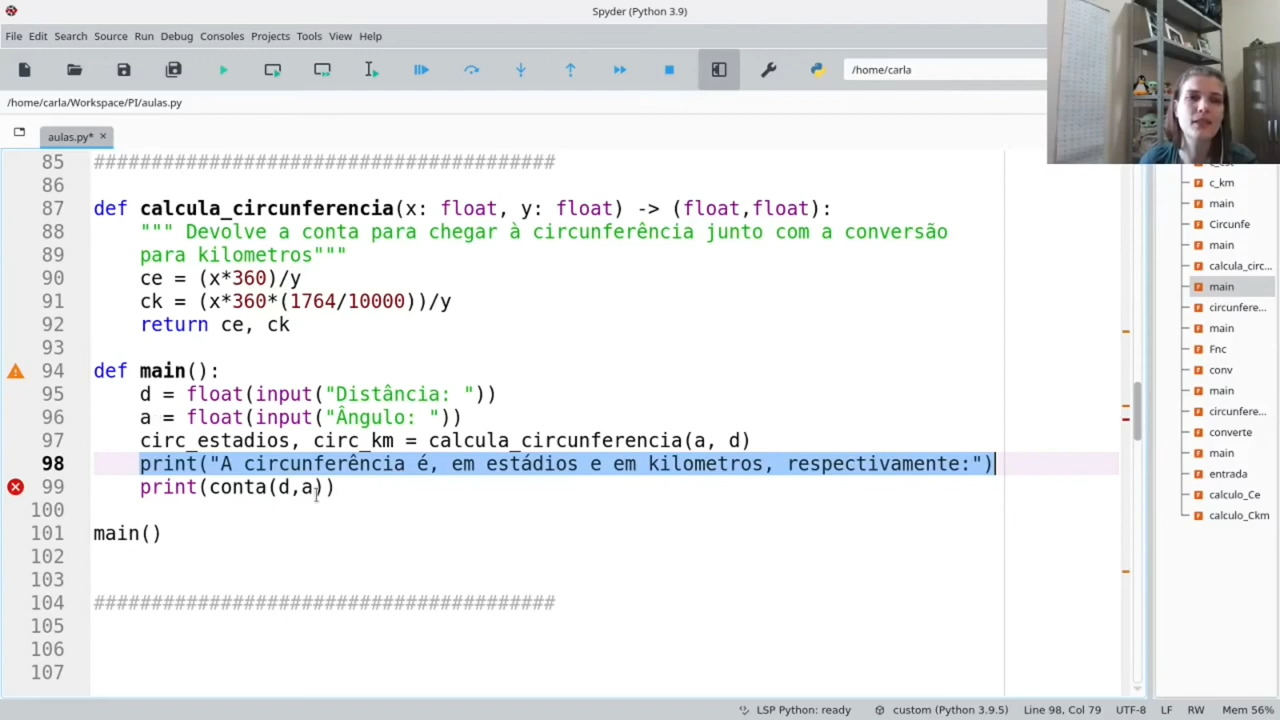 Spyder (Python 3.9)
File Edit Search Source Run Debug Consoles Projects Tools View Help
/home/carla
/home/carla/Workspace/PI/aulas.py
aulas.py*
85 ########################################
86
87 def calcula_circunferencia(x: float, y: float) -> (float,float):
88 """ Devolve a conta para chegar à circunferência junto com a conversão
89 para kilometros"""
90 ce = (x*360)/y
91 ck = (x*360*(1764/10000))/y
92 return ce, ck
93
94 def main():
95 d = float(input("Distância: "))
96 a = float(input("Ângulo: "))
97 circ_estadios, circ_km = calcula_circunferencia(a, d)
98 print("A circunferência é, em estádios e em kilometros, respectivamente:")
99 print(conta(d,a))
100
101 main()
102
103
104 ########################################
105
106
107
c_km
main
Circunfe
main
calcula_circ...
main
circunfere...
main
Fnc
conv
main
circunfere...
converte
main
entrada
calculo_Ce
calculo_Ckm
LSP Python: ready custom (Python 3.9.5) Line 98, Col 79 UTF-8 LF RW Mem 56%